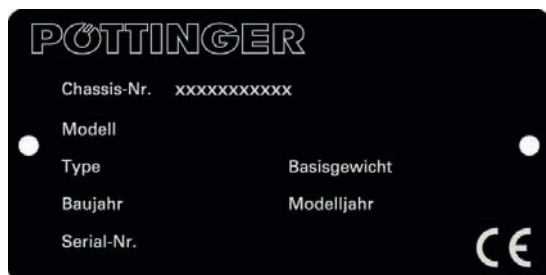 PÖTTINGER
Chassis-Nr. xxxxxxxxxxx
Modell
Type Basisgewicht
Baujahr Modelljahr
Serial-Nr.
CE